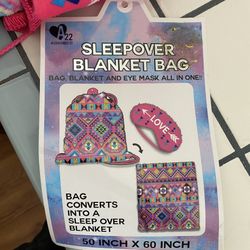 A22
SLEEPOVER
BLANKET BAG
BAG, BLANKET AND EYE MASK ALL IN ONE!!
LOVE
BAG
CONVERTS
INTO A
SLEEP OVER
BLANKET
50 INCH X 60 INCH